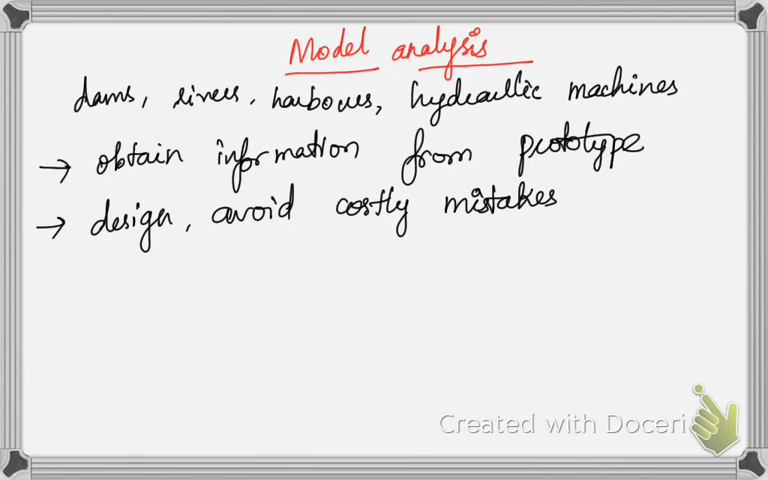 Model analysis
dams, rivers, harbours, hydraulic machines
→ obtain information from prototype
→ design, avoid costly mistakes
Created with Doceri